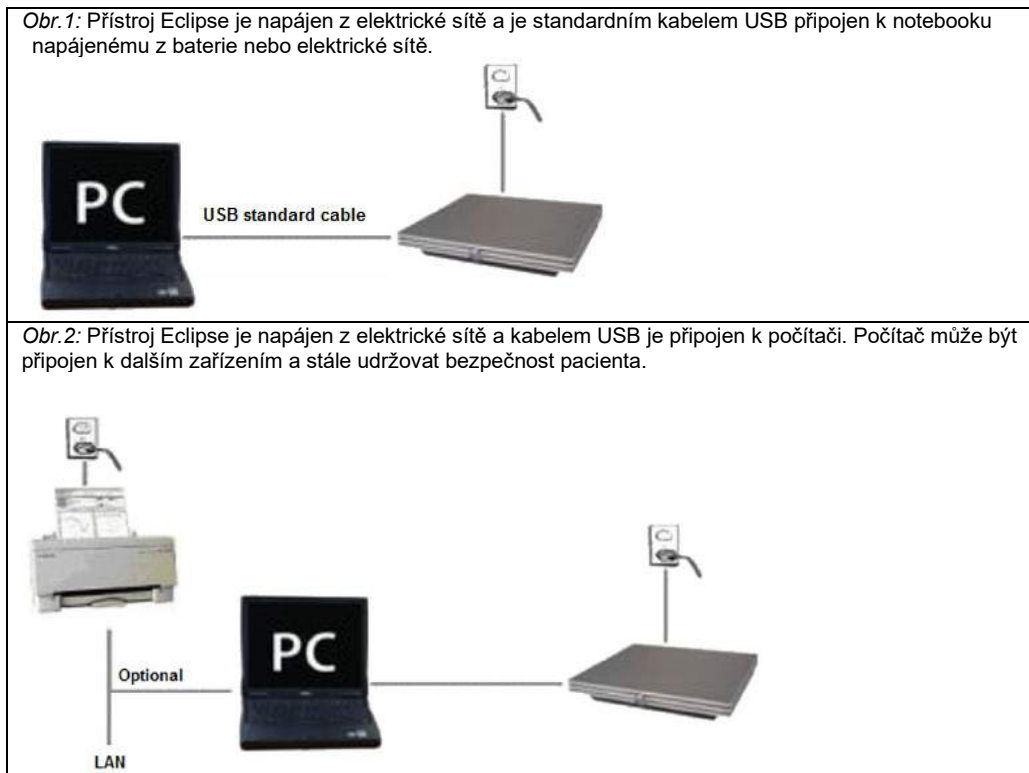 Obr.1: Přístroj Eclipse je napájen z elektrické sítě a je standardním kabelem USB připojen k notebooku
napájenému z baterie nebo elektrické sítě.
PC
USB standard cable
Obr.2: Přístroj Eclipse je napájen z elektrické sítě a kabelem USB je připojen k počítači. Počítač může být
připojen k dalším zařízením a stále udržovat bezpečnost pacienta.
PC
Optional
LAN